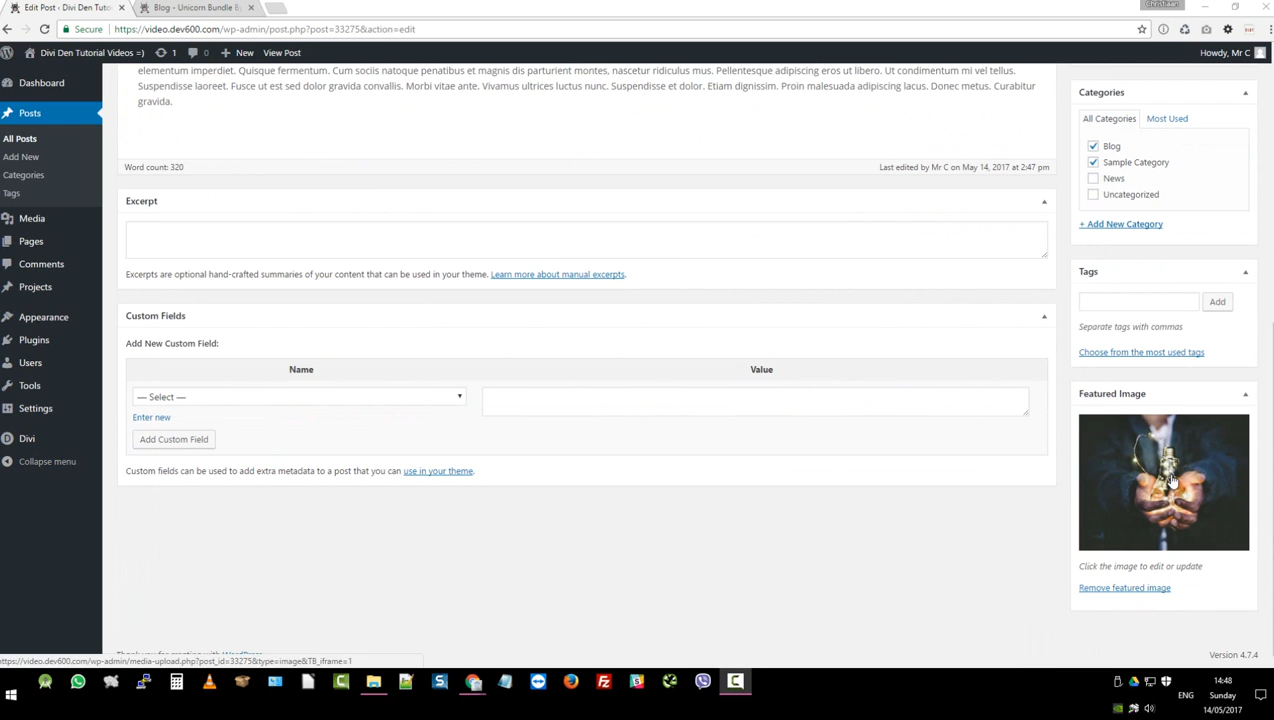 Edit Post ‹ Divi Den Tuto
Blog - Unicorn Bundle B
Christiaan
Secure
https://video.dev600.com/wp-admin/post.php?post=33275&action=edit
Divi Den Tutorial Videos =)
1
0
New
View Post
Howdy, Mr C
Dashboard
Posts
All Posts
Add New
Categories
Tags
Media
Pages
Comments
Projects
Appearance
Plugins
Users
Tools
Settings
Divi
Collapse menu
elementum imperdiet. Quisque fermentum. Cum sociis natoque penatibus et magnis dis parturient montes, nascetur ridiculus mus. Pellentesque adipiscing eros ut libero. Ut condimentum mi vel tellus.
Suspendisse laoreet. Fusce ut est sed dolor gravida convallis. Morbi vitae ante. Vivamus ultrices luctus nunc. Suspendisse et dolor. Etiam dignissim. Proin malesuada adipiscing lacus. Donec metus. Curabitur
gravida.
Word count: 320
Last edited by Mr C on May 14, 2017 at 2:47 pm
Excerpt
Excerpts are optional hand-crafted summaries of your content that can be used in your theme. Learn more about manual excerpts.
Custom Fields
Add New Custom Field:
Name
Value
— Select —
Enter new
Add Custom Field
Custom fields can be used to add extra metadata to a post that you can use in your theme.
Categories
All Categories
Most Used
Blog
Sample Category
News
Uncategorized
+ Add New Category
Tags
Add
Separate tags with commas
Choose from the most used tags
Featured Image
Click the image to edit or update
Remove featured image
Thank you for creating with WordPress.
Version 4.7.4
https://video.dev600.com/wp-admin/media-upload.php?post_id=33275&type=image&TB_iframe=1
ENG
14:48
Sunday
14/05/2017